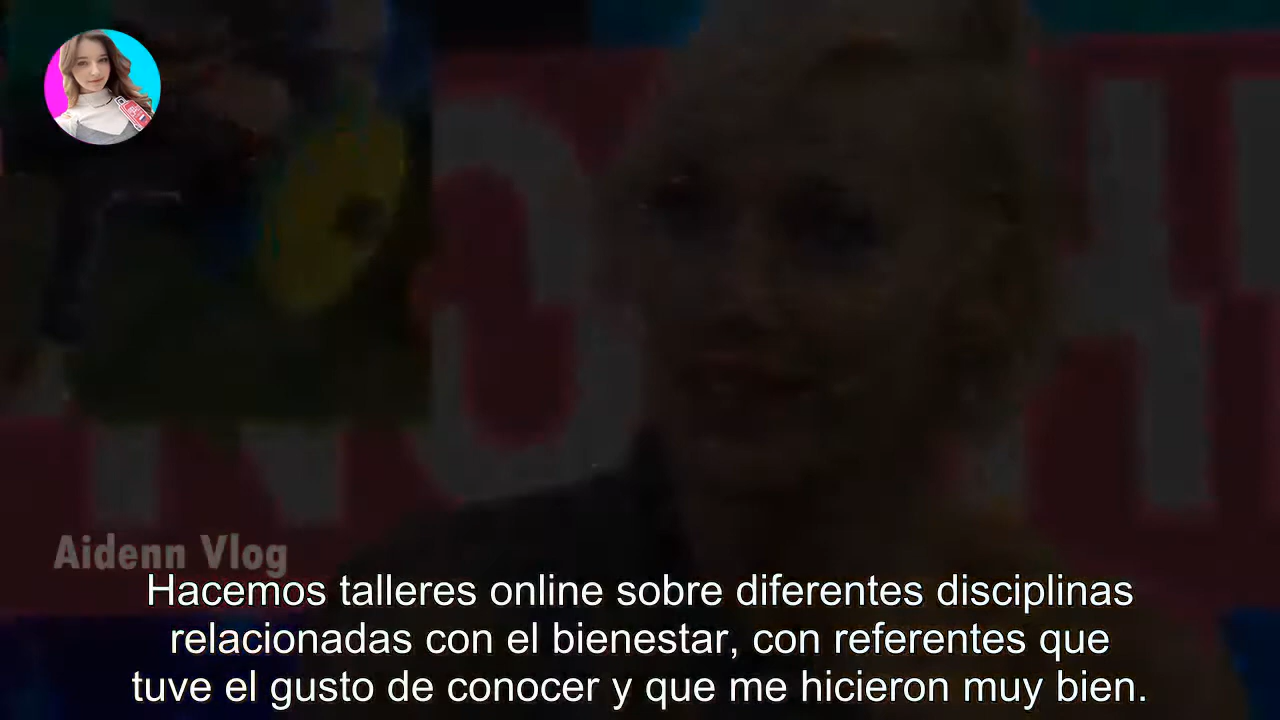 Aidenn Vlog
Hacemos talleres online sobre diferentes disciplinas
relacionadas con el bienestar, con referentes que
tuve el gusto de conocer y que me hicieron muy bien.